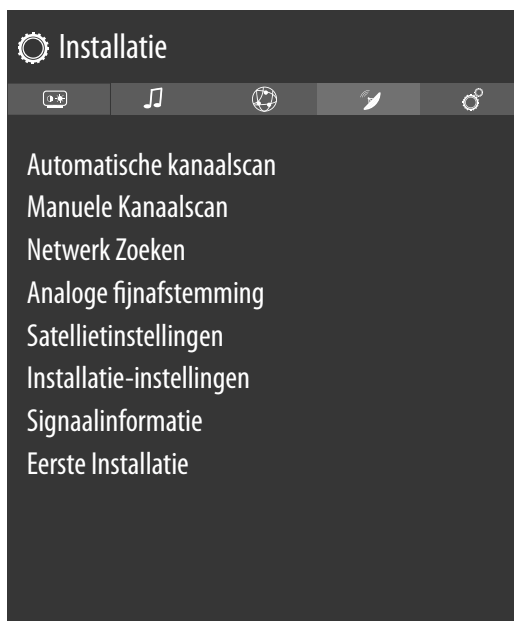 Installatie
Automatische kanaalscan
Manuele Kanaalscan
Netwerk Zoeken
Analoge fijnafstemming
Satellietinstellingen
Installatie-instellingen
Signaalinformatie
Eerste Installatie